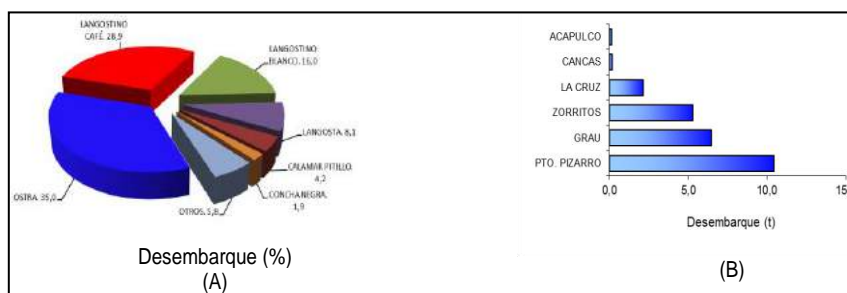 LANGOSTINO
CAFÉ. 28,9
LANGOSTINO
BLANCO. 16,0
LANGOSTA. 8,1
CALAMAR PITILLO.
4,2
CONCHA NEGRA.
1,9
OTROS. 5,8
OSTRA. 35,0
Desembarque (%)
(A)
ACAPULCO
CANCAS
LA CRUZ
ZORRITOS
GRAU
PTO. PIZARRO
0,0
5,0
10,0
15
Desembarque (t)
(B)